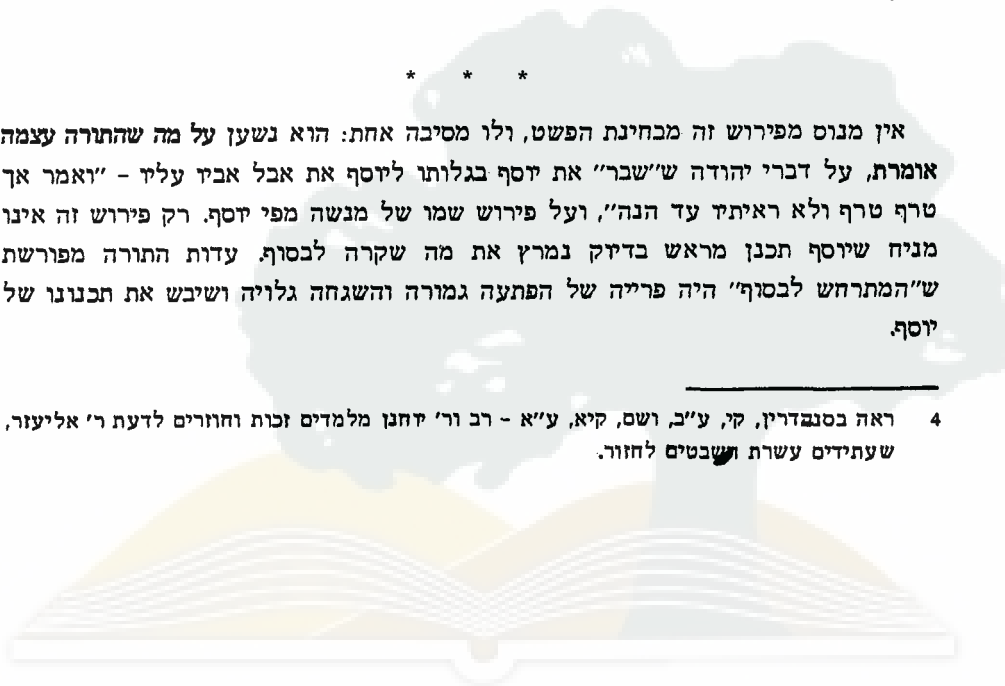 * * *
אין מנוס מפירוש זה מבחינת הפשט, ולו מסיבה אחת: הוא נשען על מה שהתורה עצמה
אומרת, על דברי יהודה ש״שבר״ את יוסף בגלותו ליוסף את אבל אביו עליו – ״ואמר אך
טרף טרף ולא ראיתיו עד הנה״, ועל פירוש שמו של מנשה מפי יוסף. רק פירוש זה אינו
מניח שיוסף תכנן מראש בדיוק נמרץ את מה שקרה לבסוף. עדות התורה מפורשת
ש״המתרחש לבסוף״ היה פרייה של הפתעה גמורה והשגחה גלויה ושיבש את תכנונו של
יוסף.
4 ראה בסנהדרין, קי, ע״ב, ושם, קיא, ע״א – רב ור׳ יוחנן מלמדים זכות וחוזרים לדעת ר׳ אליעזר,
שעתידים עשרת השבטים לחזור.